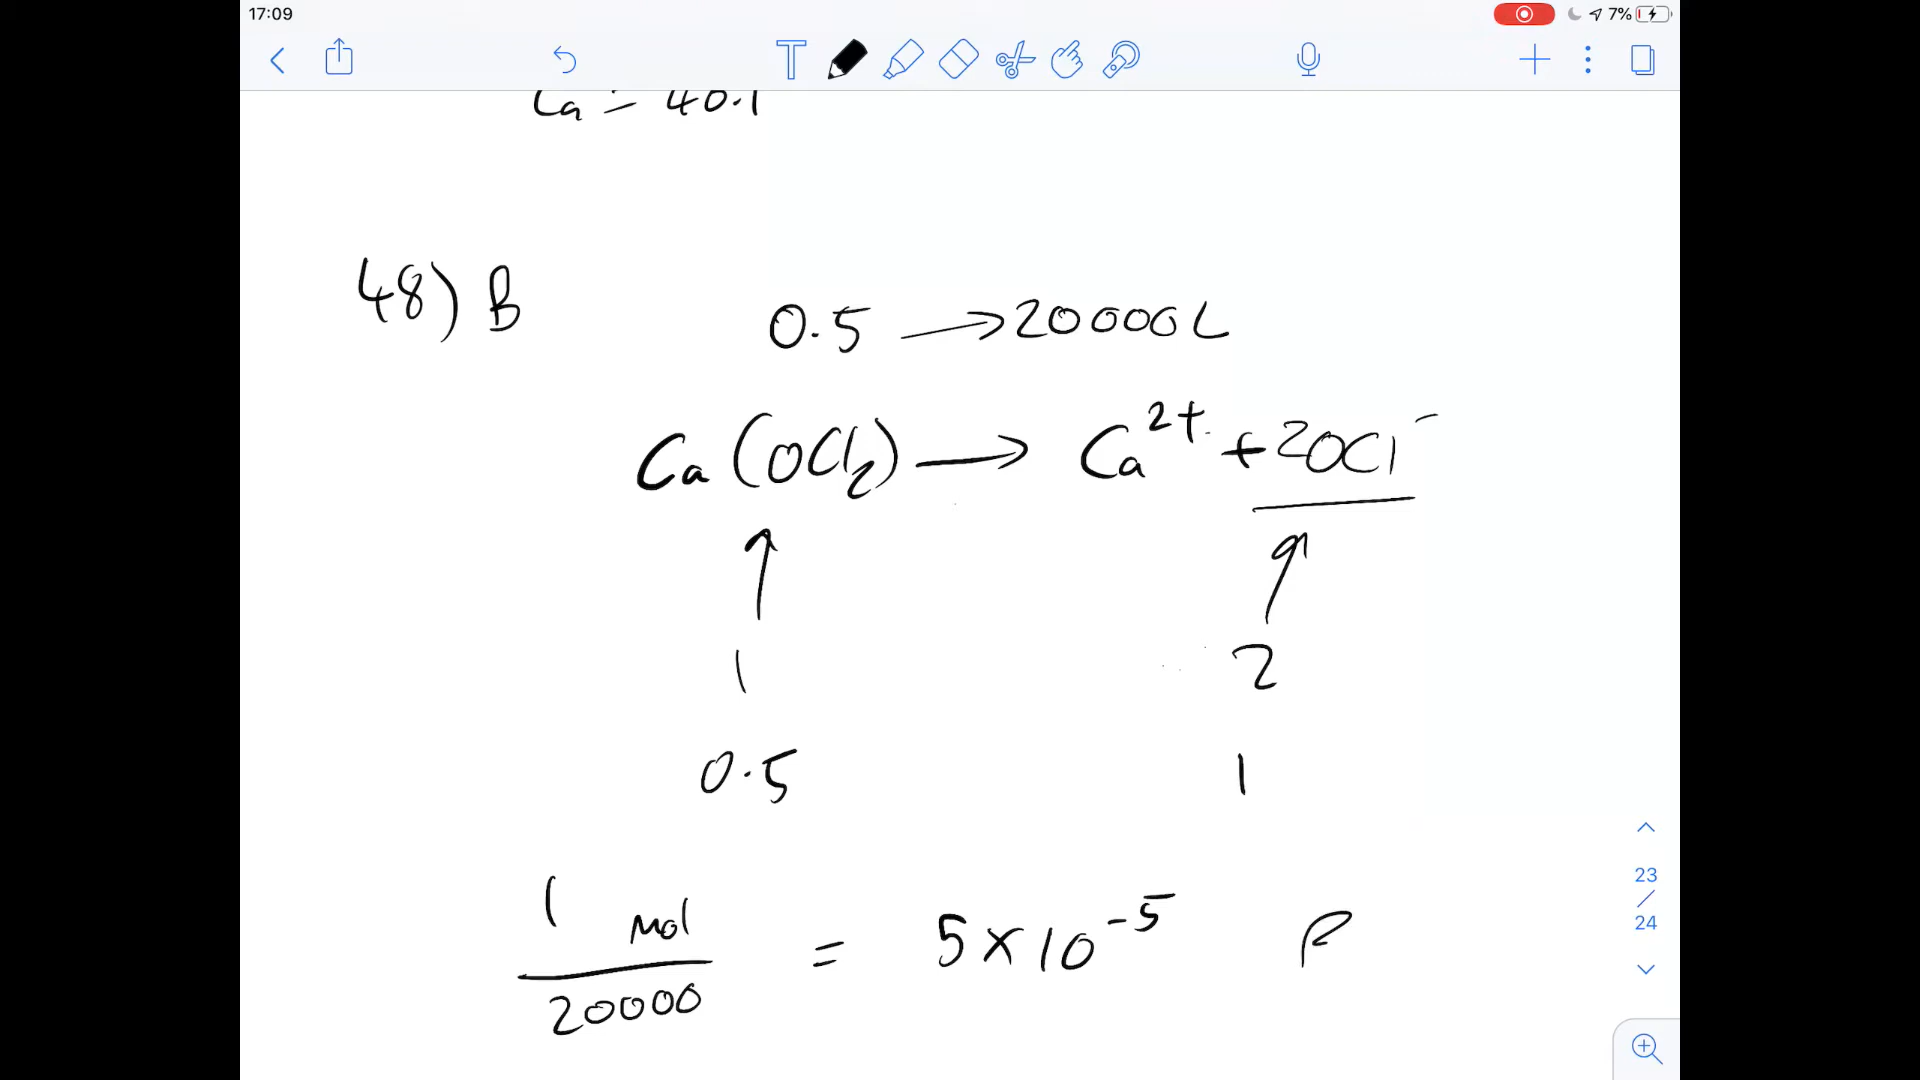 17:09
7%
Ca = 40.1
48) B
0.5 → 20000L
Ca(OCl₂) → Ca²⁺ + 2OCl⁻
1 2
0.5 1
1 mol
20000
= 5×10⁻⁵
23
/
24